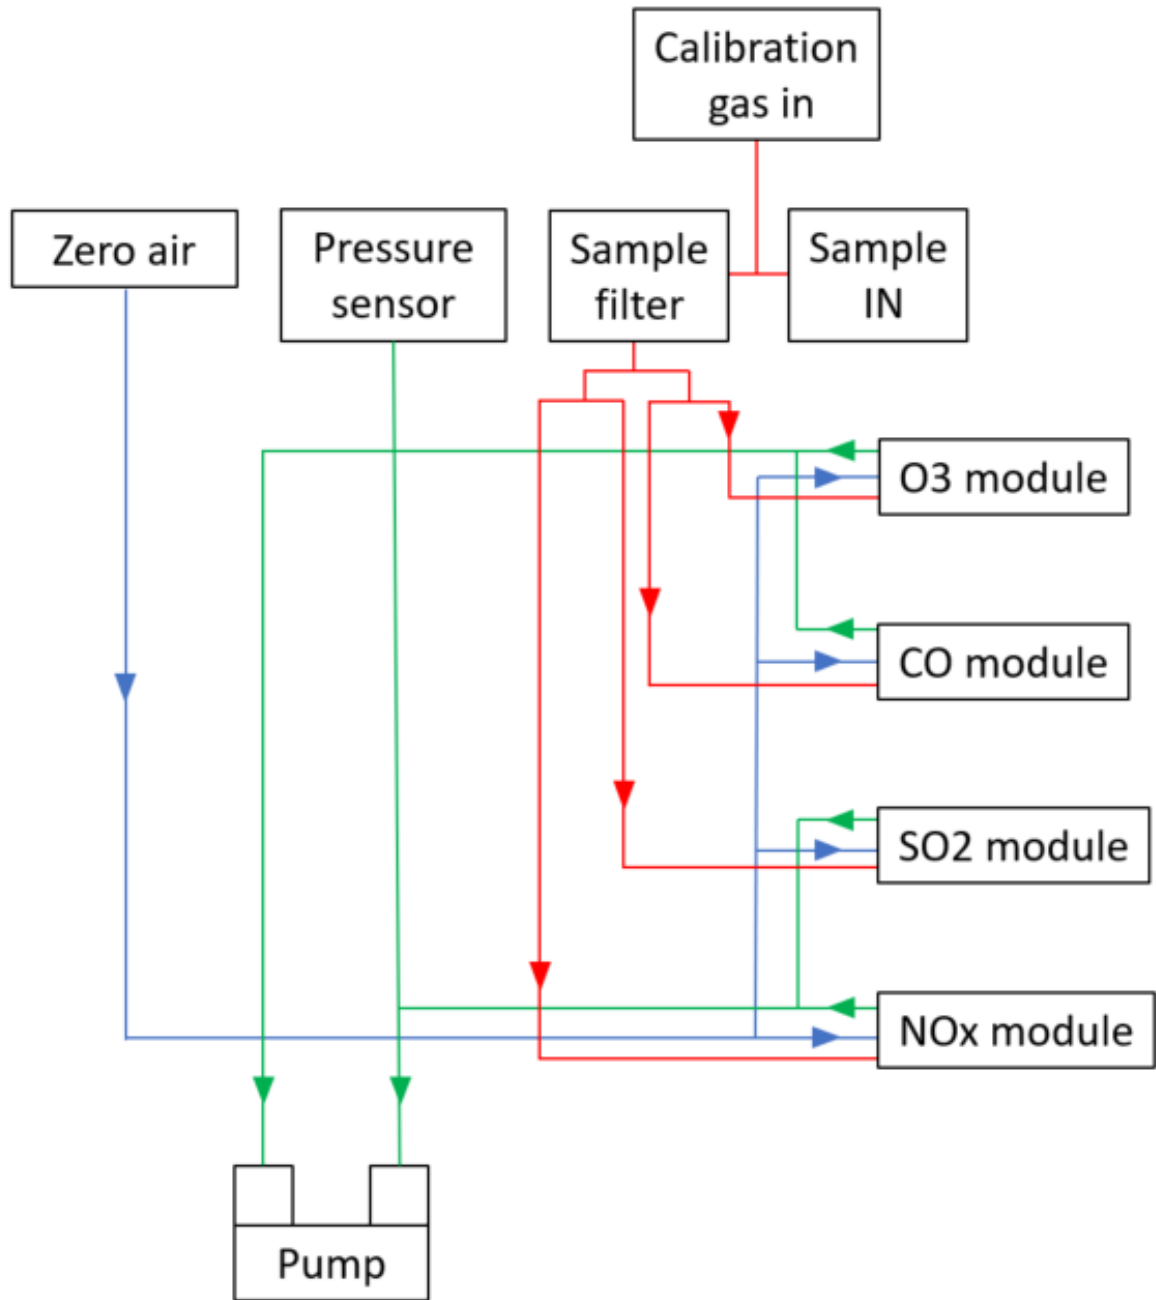 Calibration
gas in
Zero air
Pressure
sensor
Sample
filter
Sample
IN
O3 module
CO module
SO2 module
NOx module
Pump